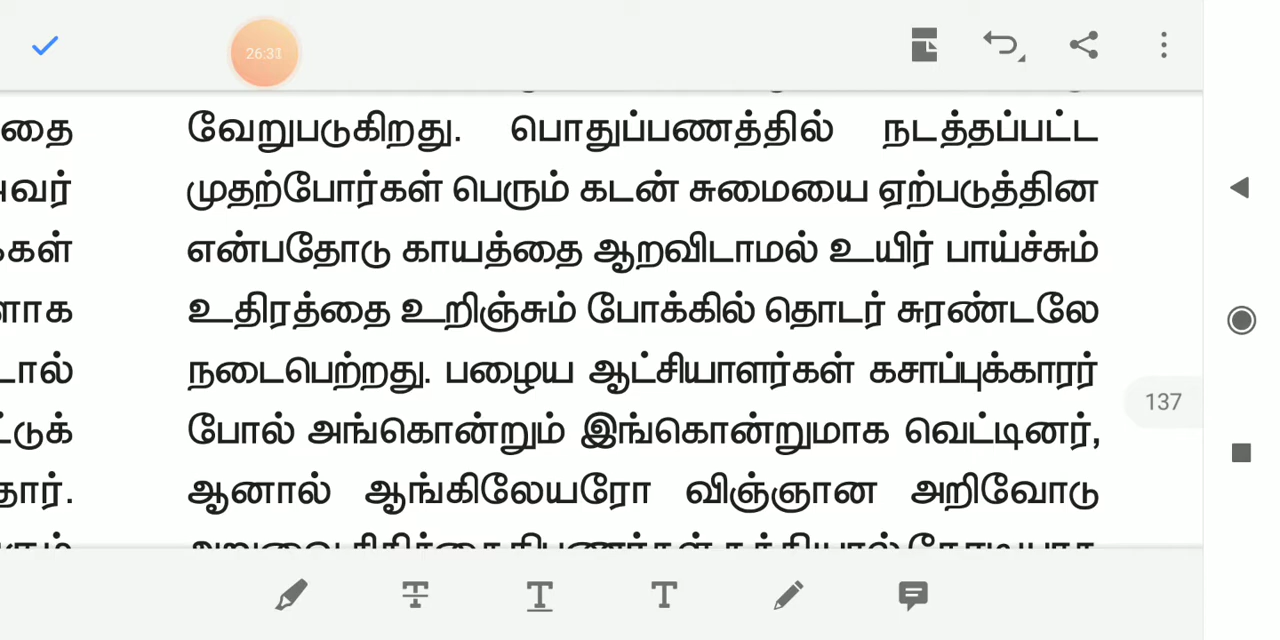 26:31
தை
வேறுபடுகிறது. பொதுப்பணத்தில் நடத்தப்பட்ட
வர்
முதற்போர்கள் பெரும் கடன் சுமையை ஏற்படுத்தின
கள்
என்பதோடு காயத்தை ஆறவிடாமல் உயிர் பாய்ச்சும்
ாக
உதிரத்தை உறிஞ்சும் போக்கில் தொடர் சுரண்டலே
டால்
நடைபெற்றது. பழைய ஆட்சியாளர்கள் கசாப்புக்காரர்
137
ட்டுக்
போல் அங்கொன்றும் இங்கொன்றுமாக வெட்டினர்,
தார்.
ஆனால் ஆங்கிலேயரோ விஞ்ஞான அறிவோடு